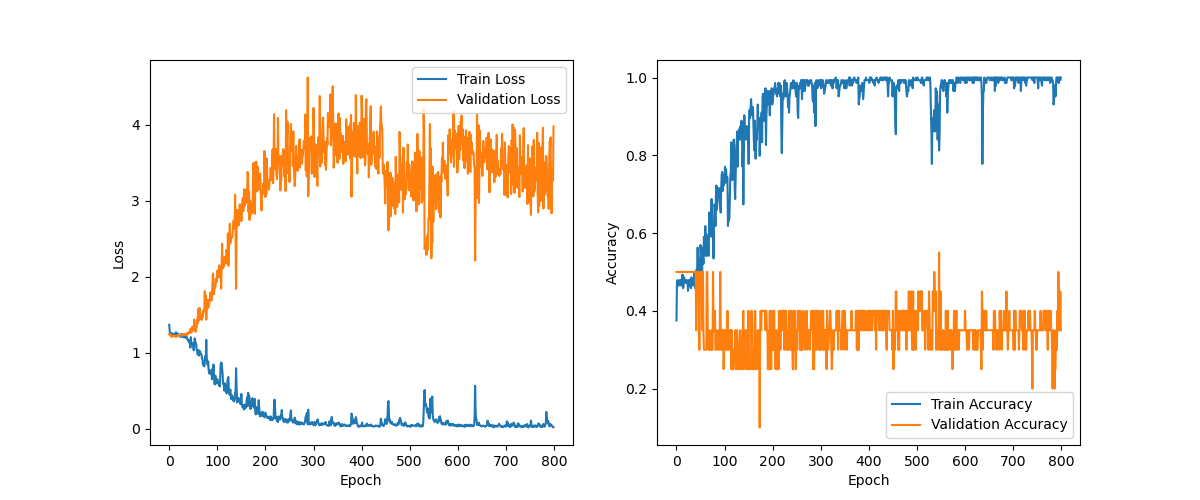 Train Loss
Validation Loss
4
3
2
1
0
Loss
0 100 200 300 400 500 600 700 800
Epoch
1.0
0.8
0.6
0.4
0.2
Accuracy
Train Accuracy
Validation Accuracy
0 100 200 300 400 500 600 700 800
Epoch